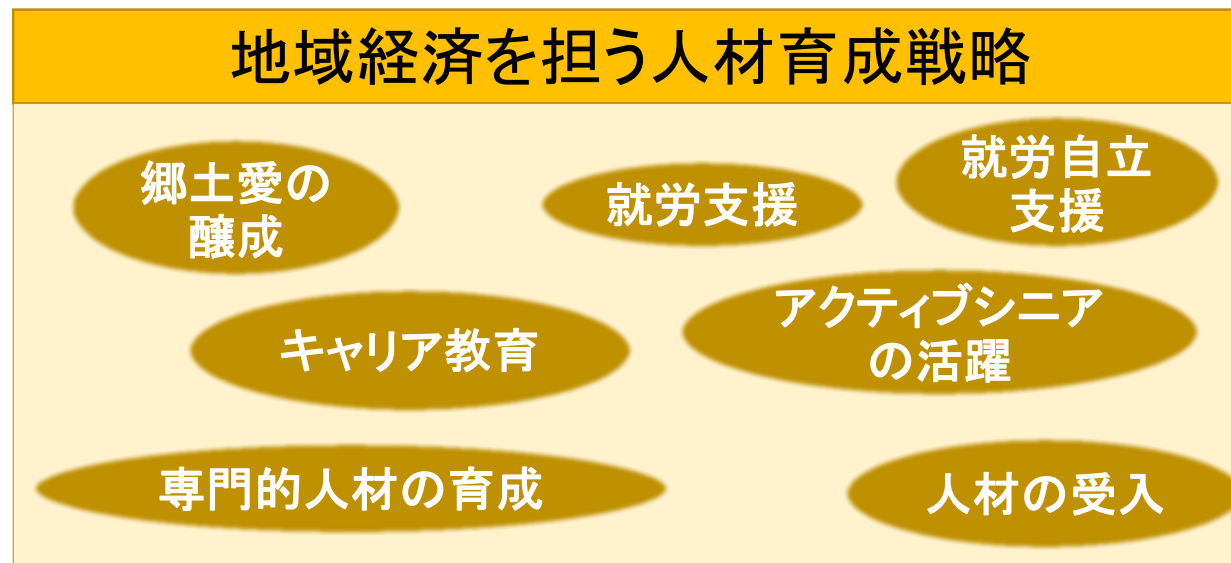 地域経済を担う人材育成戦略
郷土愛の
醸成
就労支援
就労自立
支援
キャリア教育
アクティブシニア
の活躍
専門的人材の育成
人材の受入